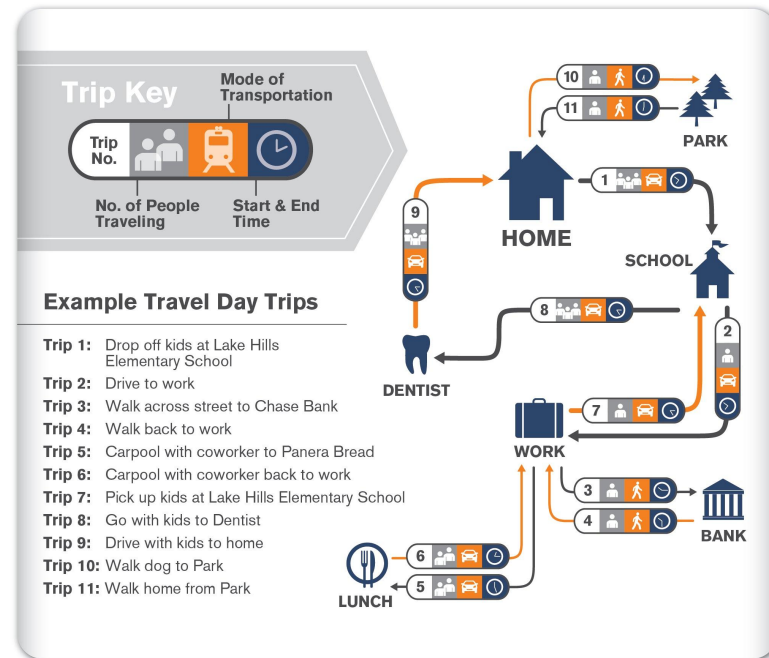 Trip Key
Mode of
Transportation
Trip
No.
No. of People
Traveling
Start & End
Time
10
11
PARK
1
9
HOME
SCHOOL
Example Travel Day Trips
8
2
Trip 1: Drop off kids at Lake Hills
Elementary School
Trip 2: Drive to work
Trip 3: Walk across street to Chase Bank
Trip 4: Walk back to work
Trip 5: Carpool with coworker to Panera Bread
Trip 6: Carpool with coworker back to work
Trip 7: Pick up kids at Lake Hills Elementary School
Trip 8: Go with kids to Dentist
Trip 9: Drive with kids to home
Trip 10: Walk dog to Park
Trip 11: Walk home from Park
DENTIST
7
WORK
3
4
BANK
6
5
LUNCH